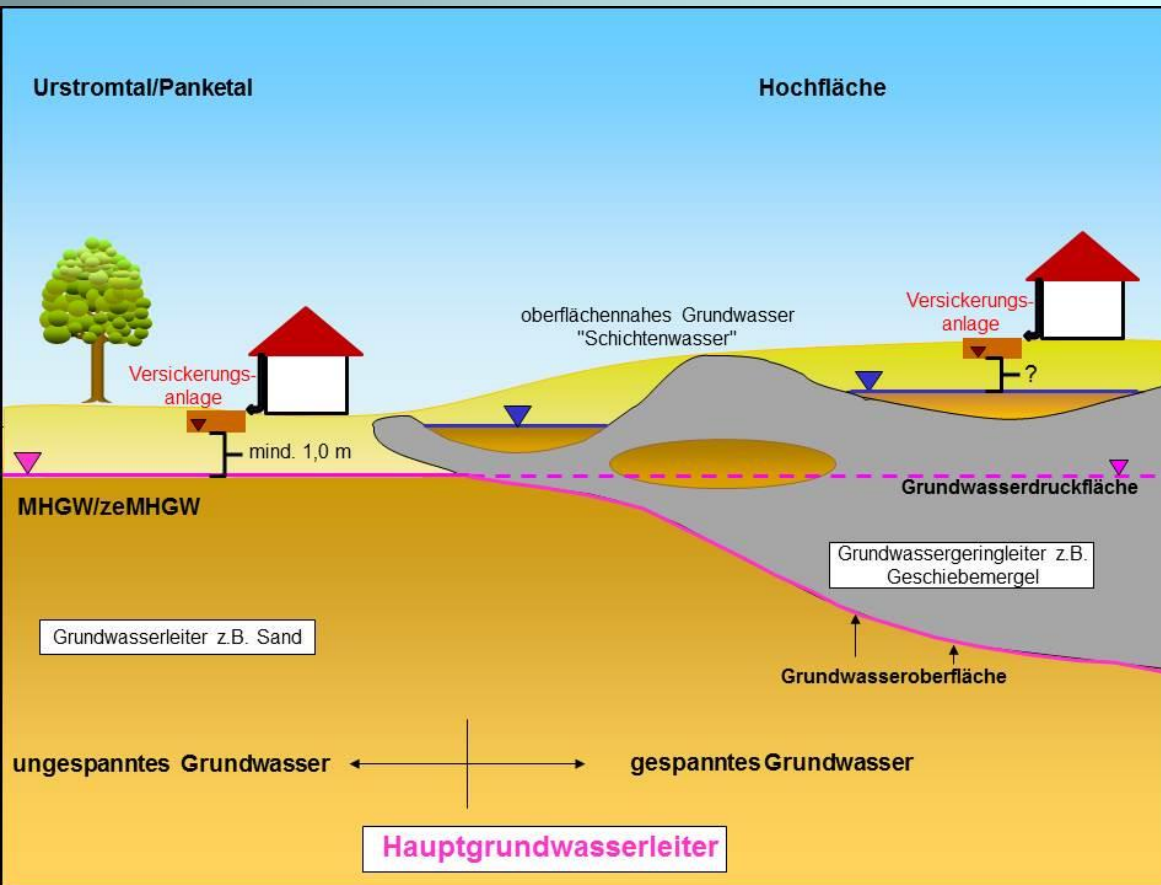 Urstromtal/Panketal
Hochfläche
Versickerungs-
anlage
oberflächennahes Grundwasser
"Schichtenwasser"
?
Versickerungs-
anlage
mind. 1,0 m
MHGW/zeMHGW
Grundwasserdruckfläche
Grundwassergeringleiter z.B.
Geschiebemergel
Grundwasserleiter z.B. Sand
Grundwasseroberfläche
ungespanntes Grundwasser
gespanntes Grundwasser
Hauptgrundwasserleiter